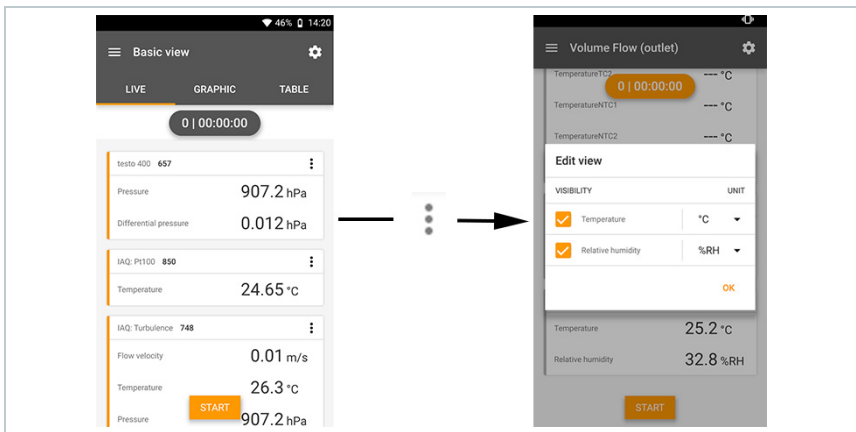 46% 14:20
Basic view
LIVE GRAPHIC TABLE
0 | 00:00:00
testo 400 657
Pressure 907.2 hPa
Differential pressure 0.012 hPa
IAQ: Pt100 850
Temperature 24.65 °C
IAQ: Turbulence 748
Flow velocity 0.01 m/s
Temperature 26.3 °C
START
Pressure 907.2 hPa
Volume Flow (outlet)
TemperatureTC2 --- °C
0 | 00:00:00
TemperatureNTC1 --- °C
TemperatureNTC2 --- °C
Edit view
VISIBILITY UNIT
Temperature °C
Relative humidity %RH
OK
Temperature 25.2 °C
Relative humidity 32.8 %RH
START